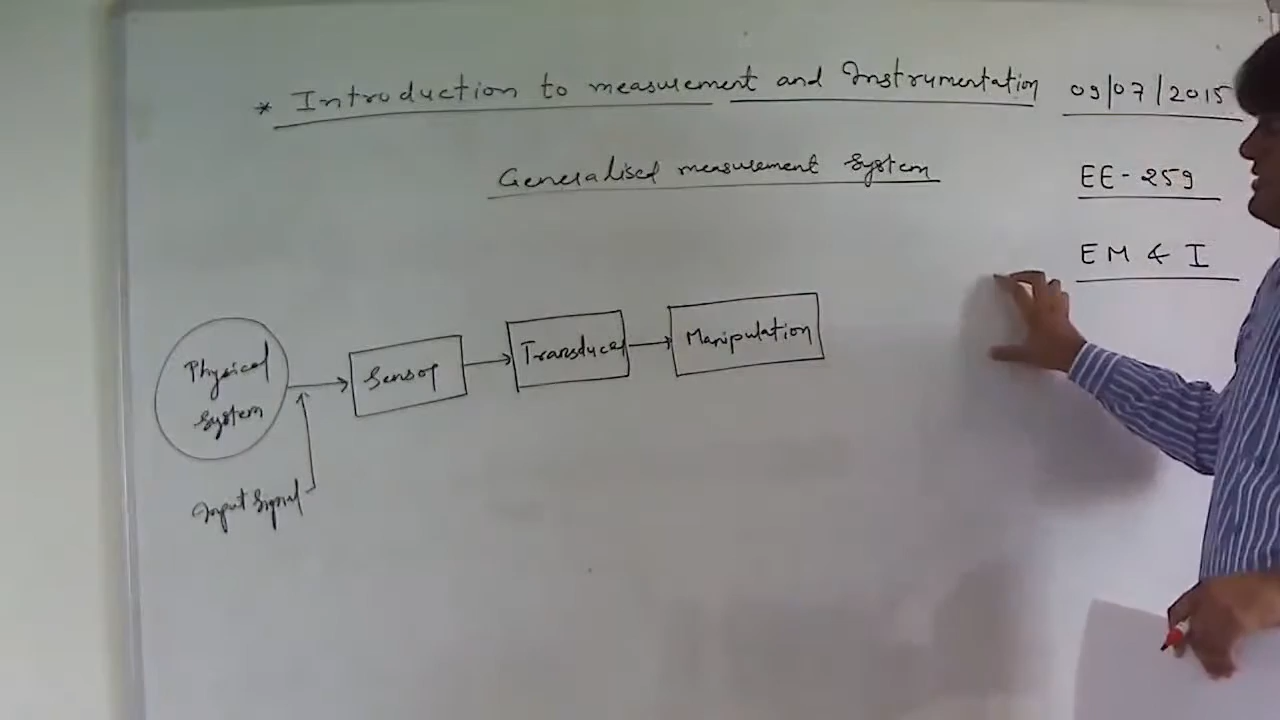 * Introduction to measurement and Instrumentation
09/07/2015
Generalised measurement System
EE-259
EM & I
Physical
System
Sensor
Transducer
Manipulation
Input Signal